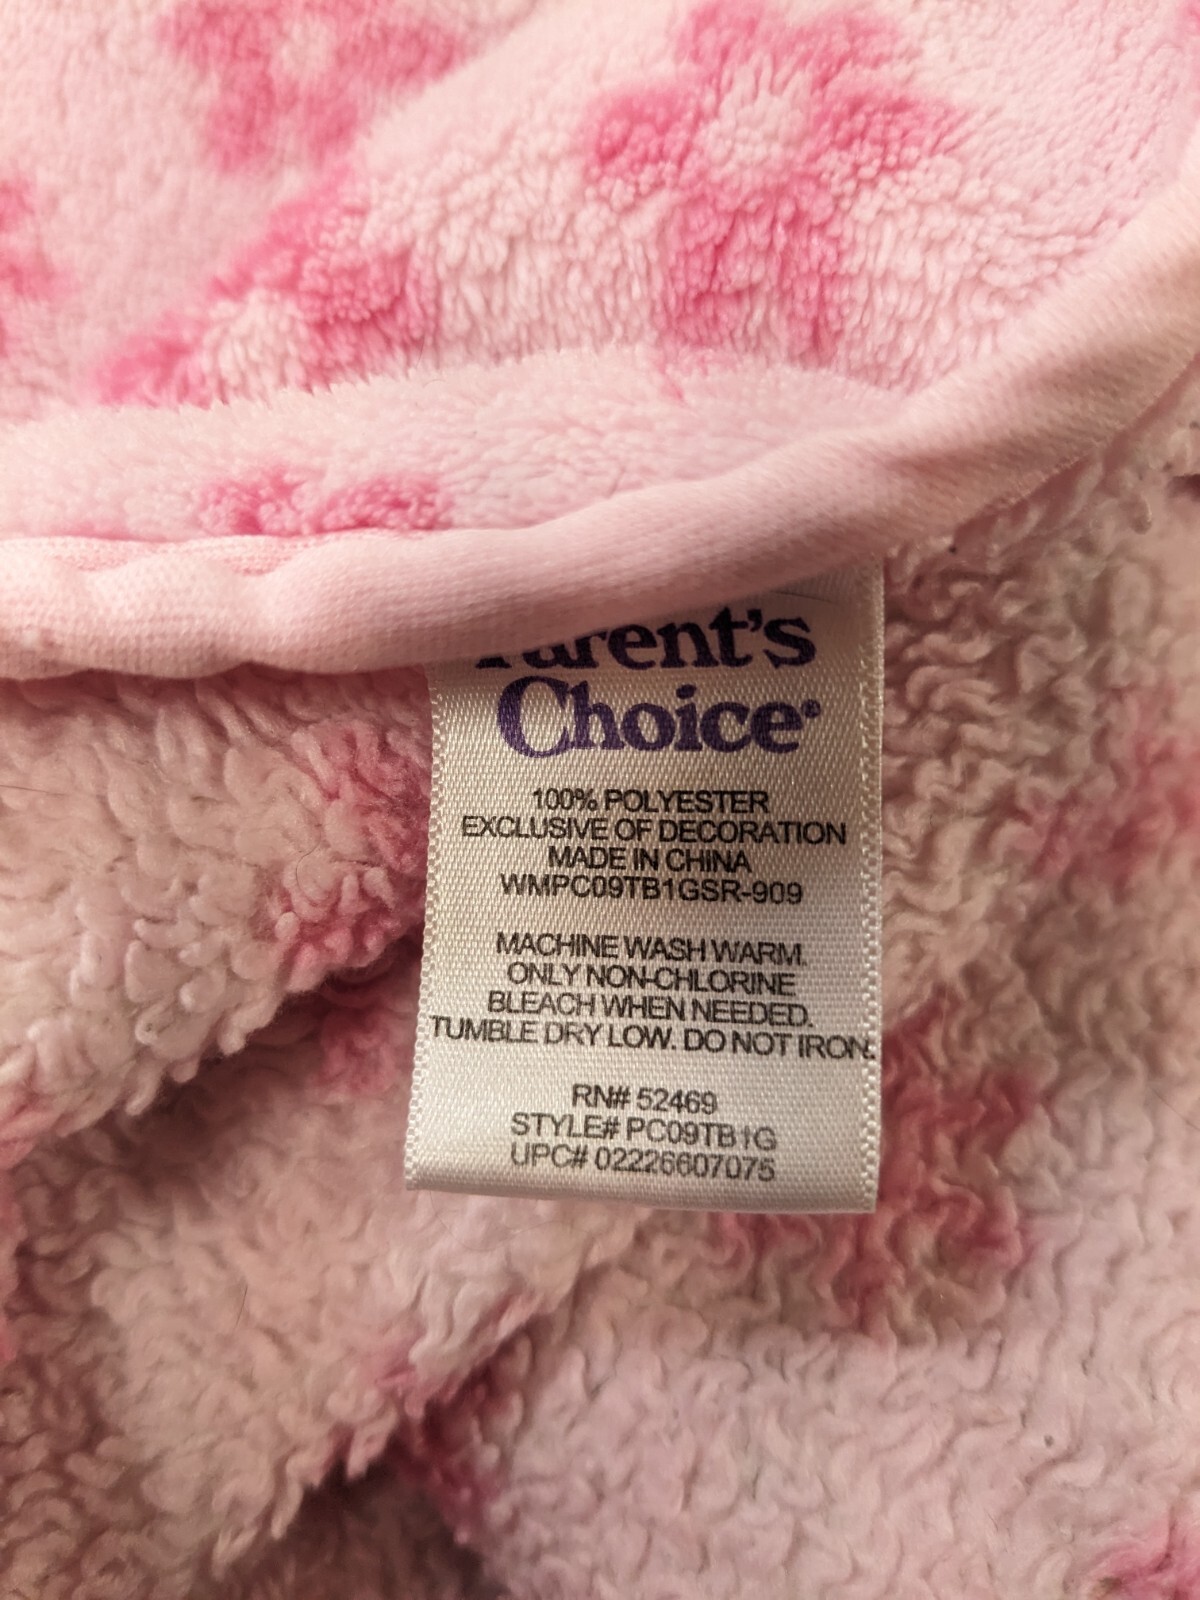 Parent's
Choice®
100% POLYESTER
EXCLUSIVE OF DECORATION
MADE IN CHINA
WMPC09TB1GSR-909
MACHINE WASH WARM.
ONLY NON-CHLORINE
BLEACH WHEN NEEDED.
TUMBLE DRY LOW. DO NOT IRON.
RN# 52469
STYLE# PC09TB1G
UPC# 02226607075